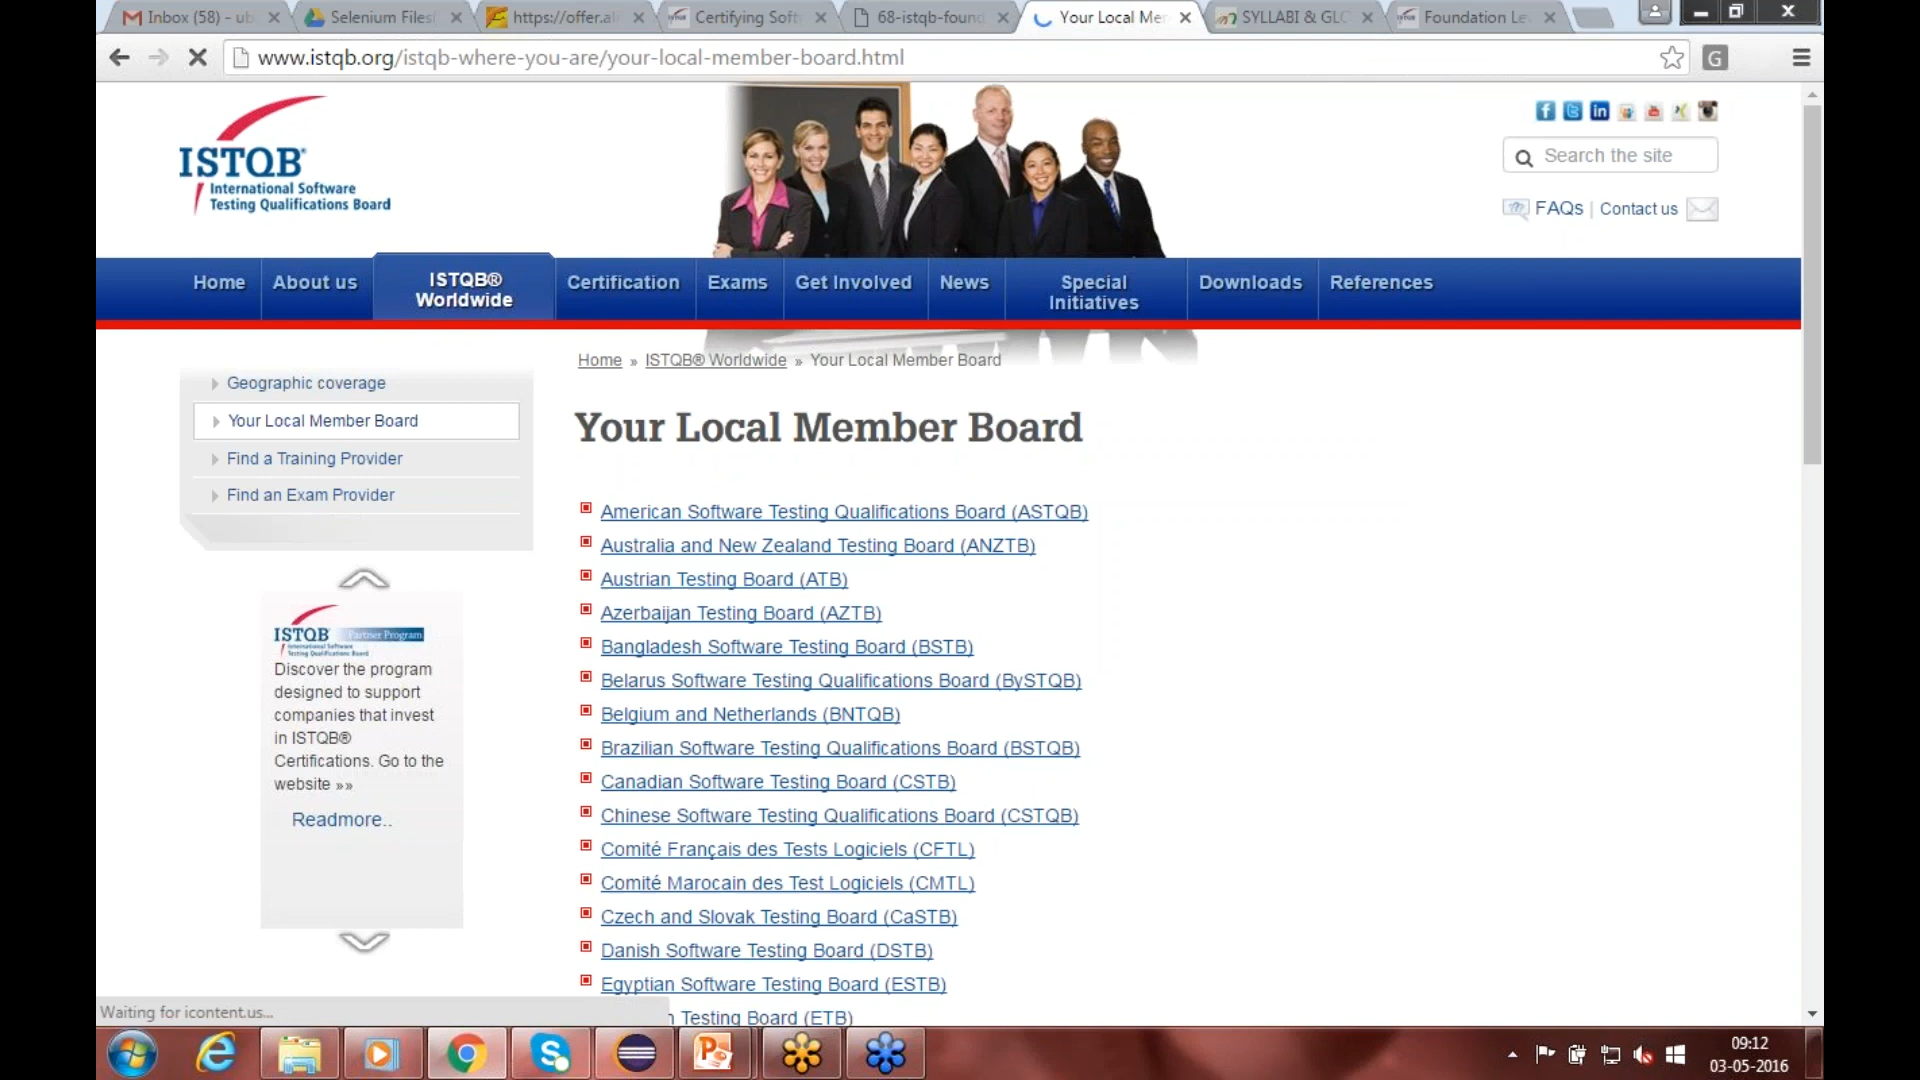 Inbox (58) - ub
Selenium Files
https://offer.al
Certifying Soft
68-istqb-found
Your Local Mem
SYLLABI & GLO
Foundation Le
www.istqb.org/istqb-where-you-are/your-local-member-board.html
G
ISTQB®
International Software
Testing Qualifications Board
Search the site
FAQs | Contact us
Home
About us
ISTQB®
Worldwide
Certification
Exams
Get Involved
News
Special
Initiatives
Downloads
References
Home » ISTQB® Worldwide » Your Local Member Board
Geographic coverage
Your Local Member Board
Find a Training Provider
Find an Exam Provider
Your Local Member Board
American Software Testing Qualifications Board (ASTQB)
Australia and New Zealand Testing Board (ANZTB)
Austrian Testing Board (ATB)
Azerbaijan Testing Board (AZTB)
Bangladesh Software Testing Board (BSTB)
Belarus Software Testing Qualifications Board (BySTQB)
Belgium and Netherlands (BNTQB)
Brazilian Software Testing Qualifications Board (BSTQB)
Canadian Software Testing Board (CSTB)
Chinese Software Testing Qualifications Board (CSTQB)
Comité Français des Tests Logiciels (CFTL)
Comité Marocain des Test Logiciels (CMTL)
Czech and Slovak Testing Board (CaSTB)
Danish Software Testing Board (DSTB)
Egyptian Software Testing Board (ESTB)
n Testing Board (ETB)
ISTQB Partner Program
International Software
Testing Qualifications Board
Discover the program
designed to support
companies that invest
in ISTQB®
Certifications. Go to the
website »»
Readmore..
Waiting for icontent.us...
09:12
03-05-2016